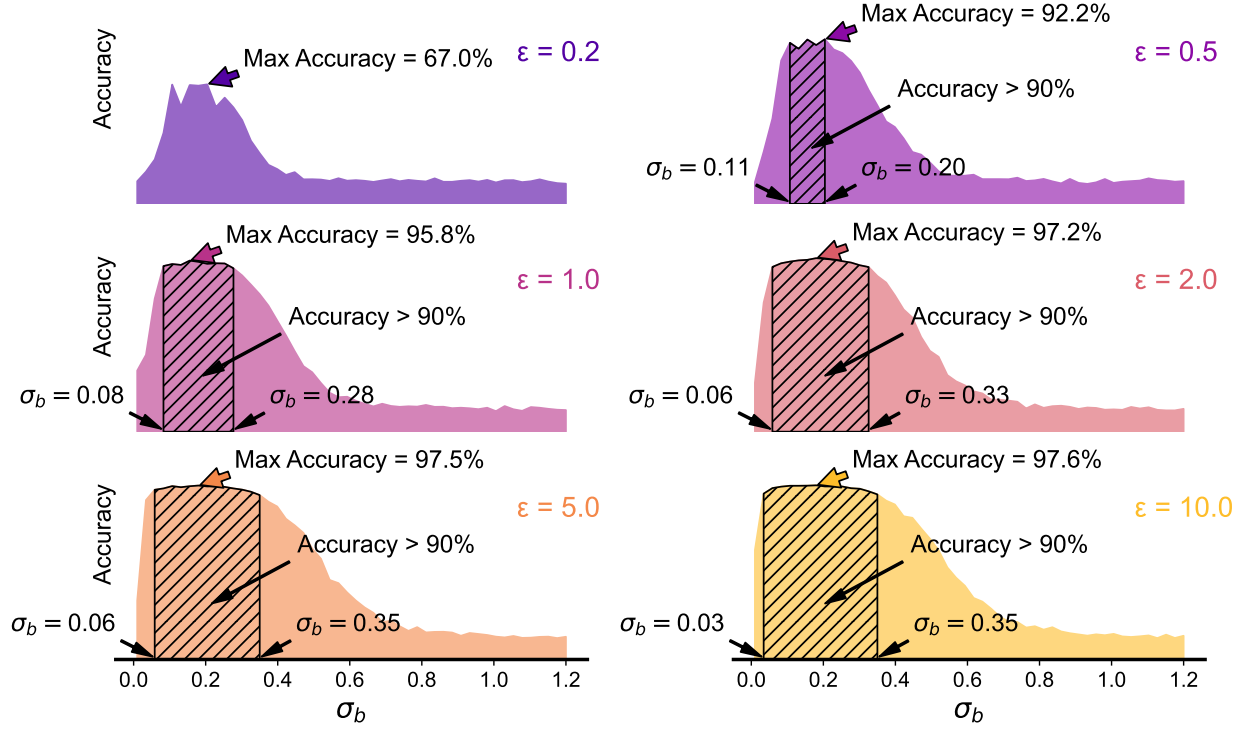 Accuracy
Max Accuracy = 67.0%
ε = 0.2
Max Accuracy = 92.2%
ε = 0.5
Accuracy > 90%
σb = 0.11
σb = 0.20
Accuracy
Max Accuracy = 95.8%
ε = 1.0
Accuracy > 90%
σb = 0.08
σb = 0.28
Max Accuracy = 97.2%
ε = 2.0
Accuracy > 90%
σb = 0.06
σb = 0.33
Accuracy
Max Accuracy = 97.5%
ε = 5.0
Accuracy > 90%
σb = 0.06
σb = 0.35
0.0 0.2 0.4 0.6 0.8 1.0 1.2
σb
Max Accuracy = 97.6%
ε = 10.0
Accuracy > 90%
σb = 0.03
σb = 0.35
0.0 0.2 0.4 0.6 0.8 1.0 1.2
σb